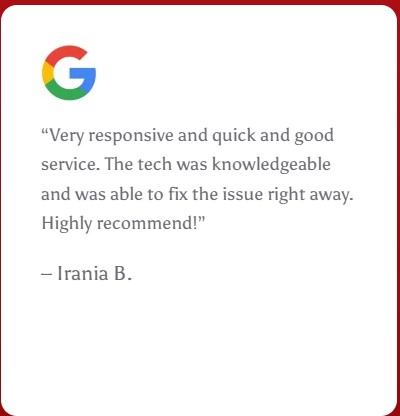 “Very responsive and quick and good
service. The tech was knowledgeable
and was able to fix the issue right away.
Highly recommend!”
– Irania B.